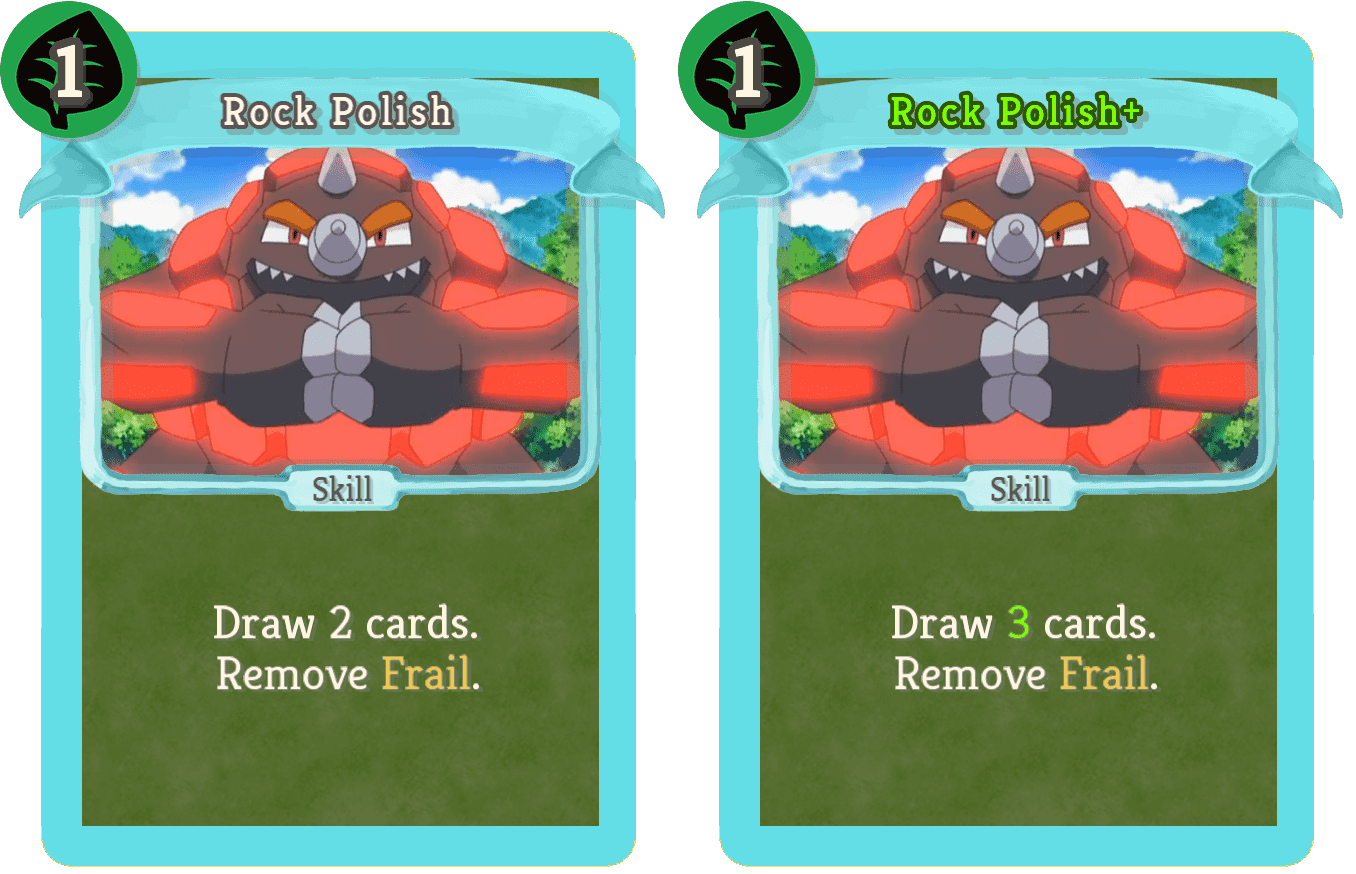 1
Rock Polish
Skill
Draw 2 cards.
Remove Frail.
1
Rock Polish+
Skill
Draw 3 cards.
Remove Frail.